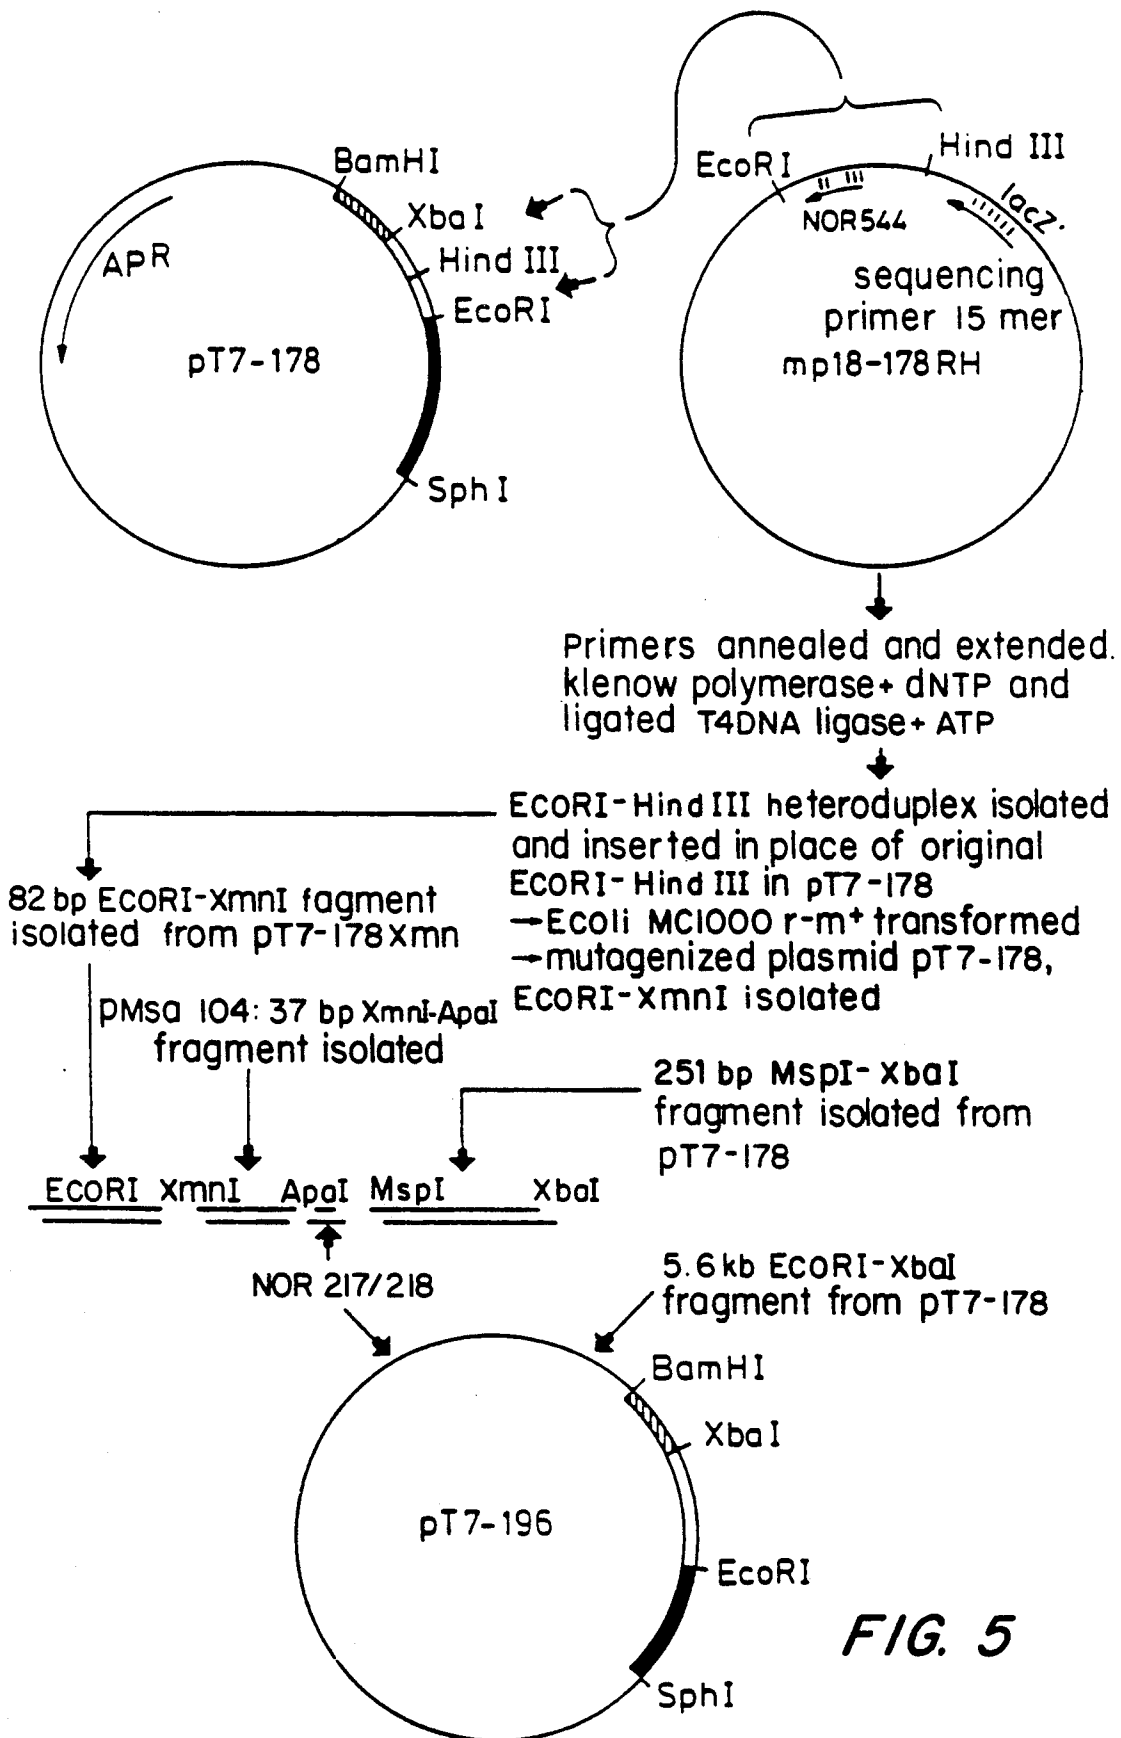 BamHI
Xba I
Hind III
EcoRI
APR
pT7-178
Sph I
EcoRI
Hind III
NOR544
lacZ'
sequencing
primer 15 mer
mp18-178RH
Primers annealed and extended.
klenow polymerase+ dNTP and
ligated T4DNA ligase+ ATP
EcoRI-Hind III heteroduplex isolated
and inserted in place of original
EcoRI-Hind III in pT7-178
→Ecoli MC1000 r-m+ transformed
→mutagenized plasmid pT7-178,
EcoRI-XmnI isolated
82 bp EcoRI-XmnI fagment
isolated from pT7-178Xmn
pMsa 104: 37 bp XmnI-ApaI
fragment isolated
251 bp MspI-XbaI
fragment isolated from
pT7-178
EcoRI XmnI ApaI MspI XbaI
NOR 217/218
5.6kb EcoRI-XbaI
fragment from pT7-178
BamHI
Xba I
pT7-196
EcoRI
SphI
FIG. 5